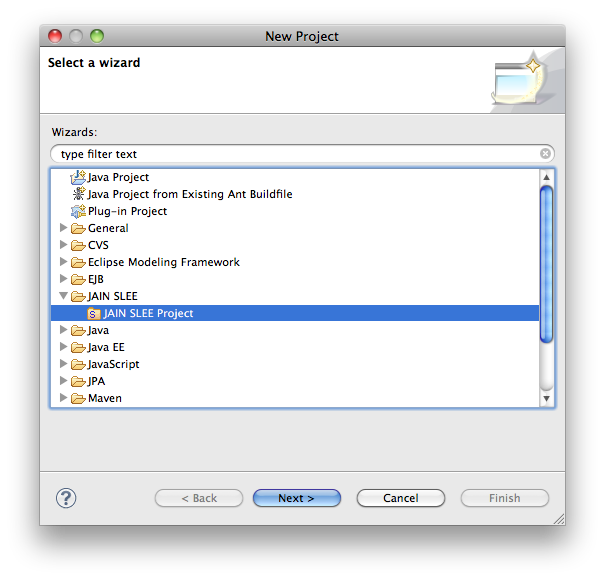 New Project
Select a wizard
Wizards:
type filter text
Java Project
Java Project from Existing Ant Buildfile
Plug-in Project
General
CVS
Eclipse Modeling Framework
EJB
JAIN SLEE
S JAIN SLEE Project
Java
Java EE
JavaScript
JPA
Maven
? < Back Next > Cancel Finish